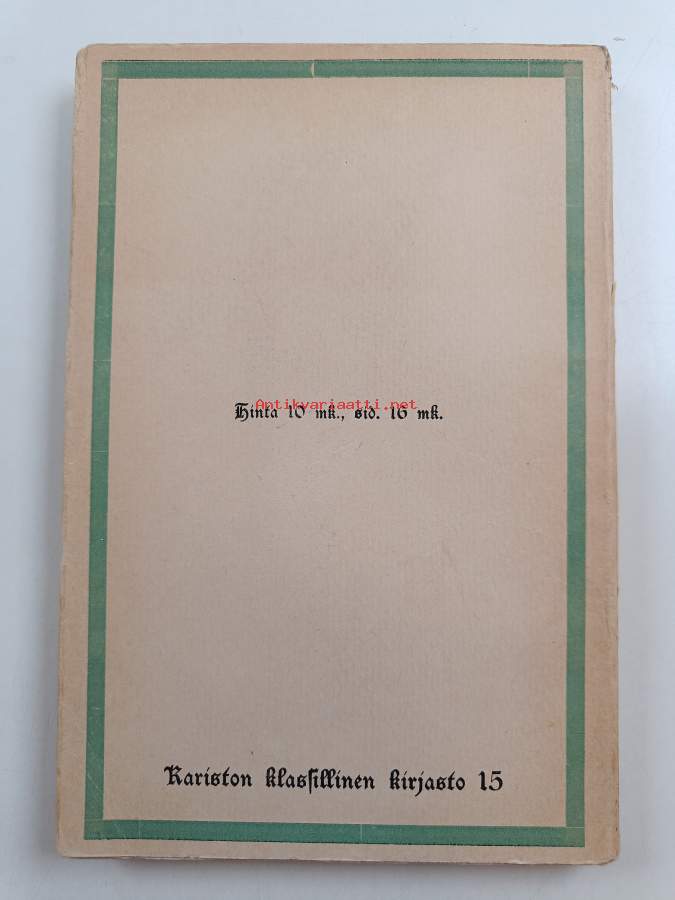 Antikvariaatti.net
Hinta 10 mk., sid. 16 mk.
Kariston klassillinen kirjasto 15